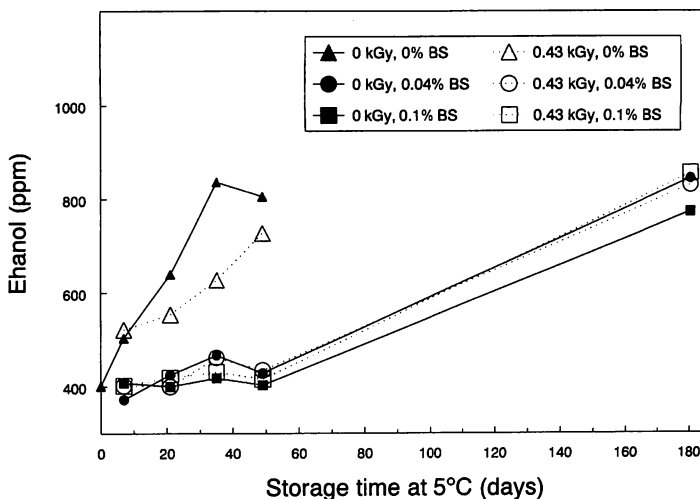 0 kGy, 0% BS
0.43 kGy, 0% BS
0 kGy, 0.04% BS
0.43 kGy, 0.04% BS
0 kGy, 0.1% BS
0.43 kGy, 0.1% BS
1000
800
600
400
Ehanol (ppm)
0 20 40 60 80 100 120 140 160 180
Storage time at 5°C (days)